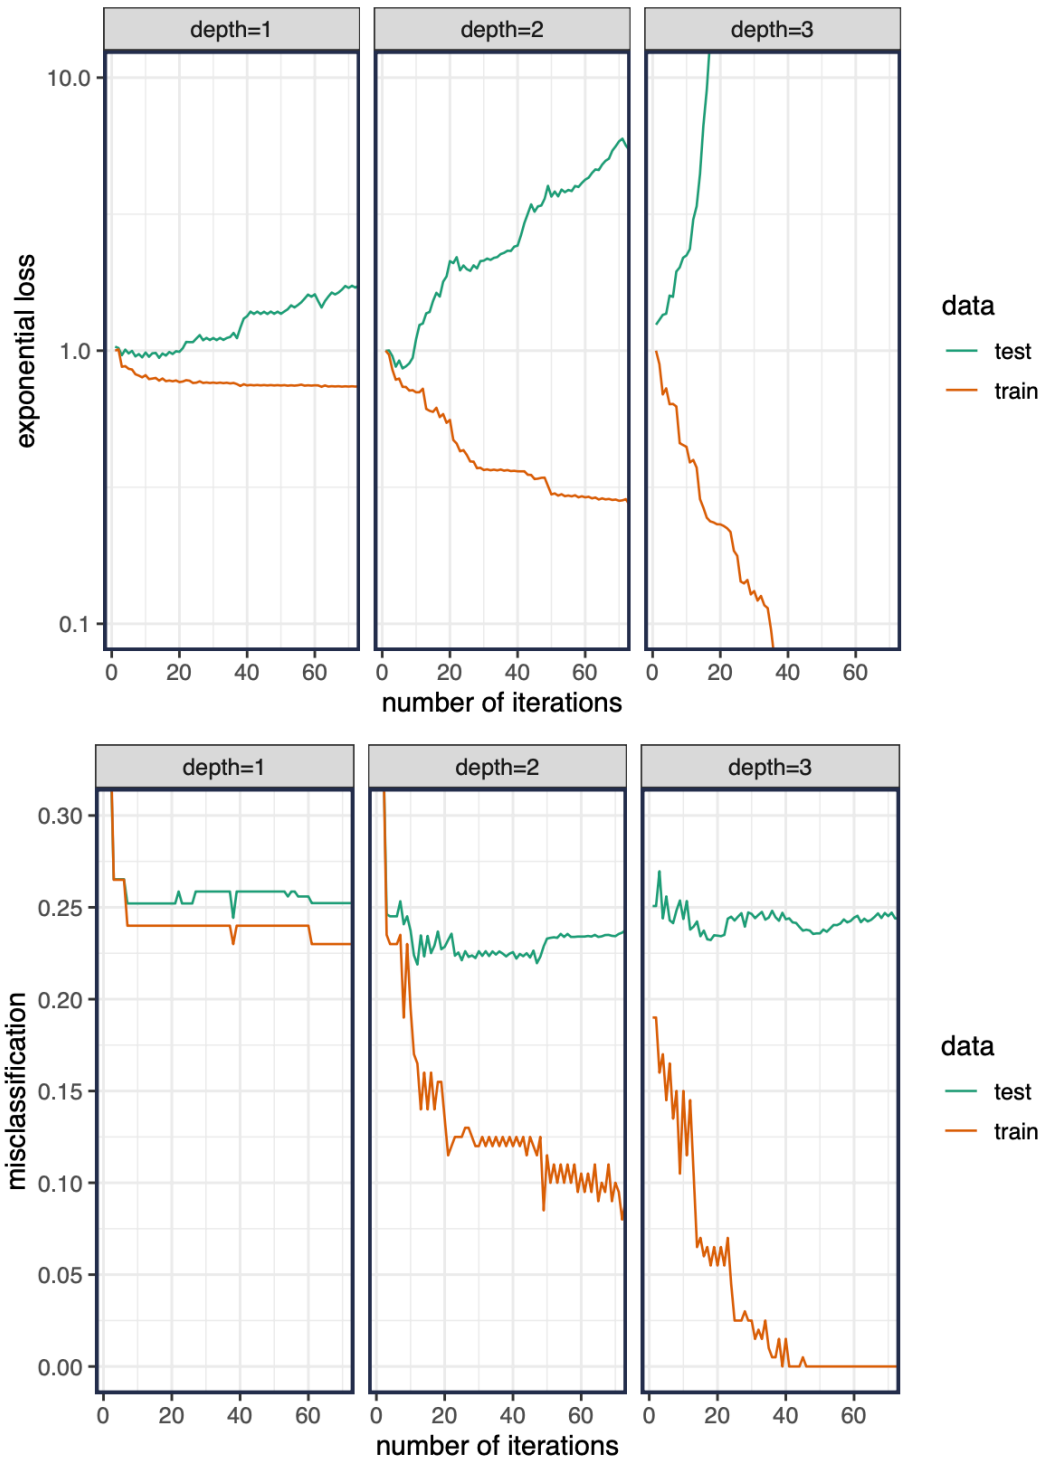 depth=1 depth=2 depth=3
10.0
1.0
0.1
exponential loss
0 20 40 60 0 20 40 60 0 20 40 60
number of iterations
data
test
train
depth=1 depth=2 depth=3
0.30
0.25
0.20
0.15
0.10
0.05
0.00
misclassification
0 20 40 60 0 20 40 60 0 20 40 60
number of iterations
data
test
train